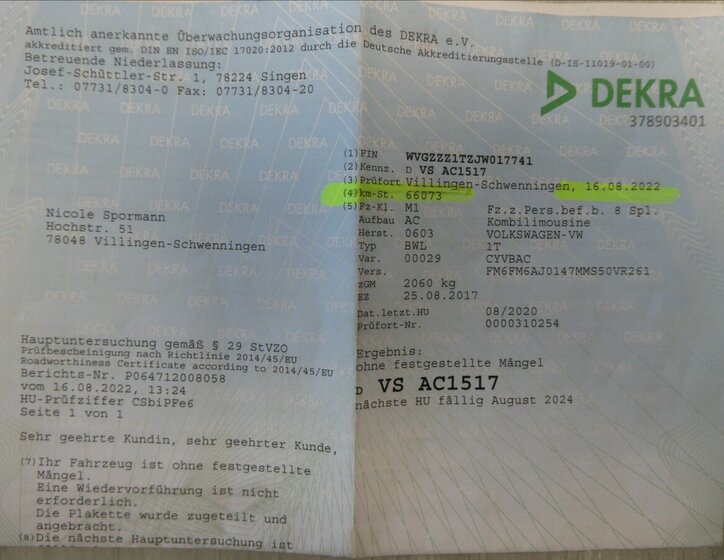 Amtlich anerkannte Überwachungsorganisation des DEKRA e.V.
akkreditiert gem. DIN EN ISO/IEC 17020:2012 durch die Deutsche Akkreditierungsstelle (D-IS-11019-01-00)
Betreuende Niederlassung:
Josef-Schüttler-Str. 1, 78224 Singen
Tel.: 07731/8304-0 Fax: 07731/8304-20
DEKRA
378903401
(1) FIN WVGZZZ1TZJW017741
(2) Kennz. D VS AC1517
(3) Prüfort Villingen-Schwenningen, 16.08.2022
(4) km-St. 66073
(5) Fz-Kl. M1 Fz.z.Pers.bef.b. 8 Spl.
Aufbau AC Kombilimousine
Herst. 0603 VOLKSWAGEN-VW
Typ BWL 1T
Var. 00029 CYVBAC
Vers. FM6FM6AJ0147MMS50VR261
zGM 2060 kg
EZ 25.08.2017
Dat.letzt.HU 08/2020
Prüfort-Nr. 0000310254
Nicole Spormann
Hochstr. 51
78048 Villingen-Schwenningen
Hauptuntersuchung gemäß § 29 StVZO
Prüfbescheinigung nach Richtlinie 2014/45/EU
Roadworthiness Certificate according to 2014/45/EU
Berichts-Nr. P064712008058
vom 16.08.2022, 13:24
HU-Prüfziffer CSbiPFe6
Seite 1 von 1
Ergebnis:
ohne festgestellte Mängel
D VS AC1517
nächste HU fällig August 2024
Sehr geehrte Kundin, sehr geehrter Kunde,
(7) Ihr Fahrzeug ist ohne festgestellte
Mängel.
Eine Wiedervorführung ist nicht
erforderlich.
Die Plakette wurde zugeteilt und
angebracht.
(8) Die nächste Hauptuntersuchung ist